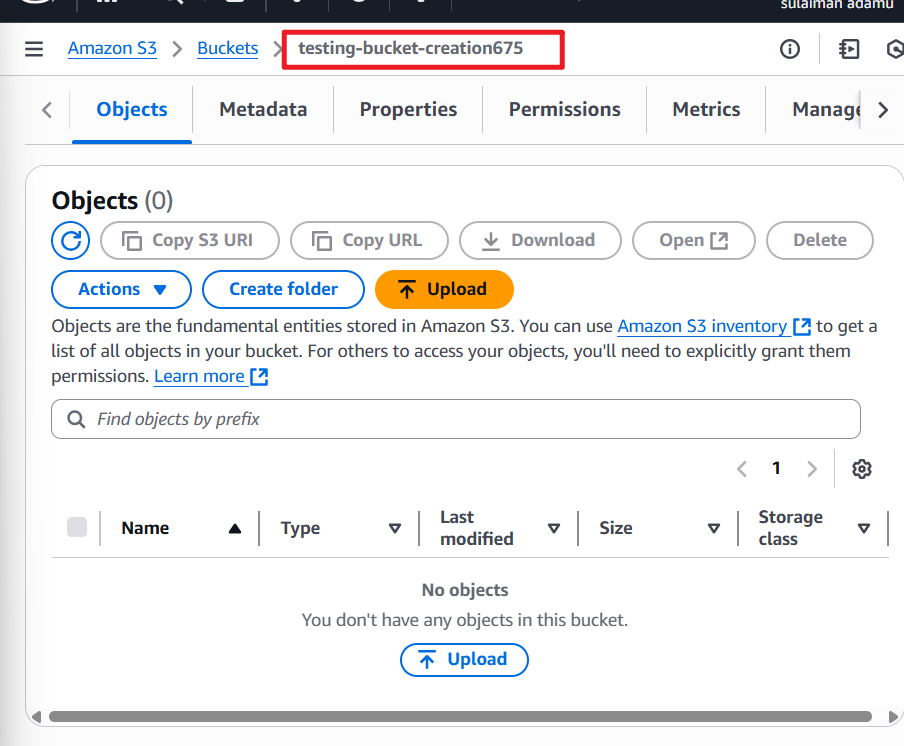 sulaiman adamu
Amazon S3 > Buckets > testing-bucket-creation675
Objects Metadata Properties Permissions Metrics Manage
Objects (0)
Copy S3 URI Copy URL Download Open Delete
Actions Create folder Upload
Objects are the fundamental entities stored in Amazon S3. You can use Amazon S3 inventory to get a
list of all objects in your bucket. For others to access your objects, you'll need to explicitly grant them
permissions. Learn more
Find objects by prefix
1
Name Type Last modified Size Storage class
No objects
You don't have any objects in this bucket.
Upload